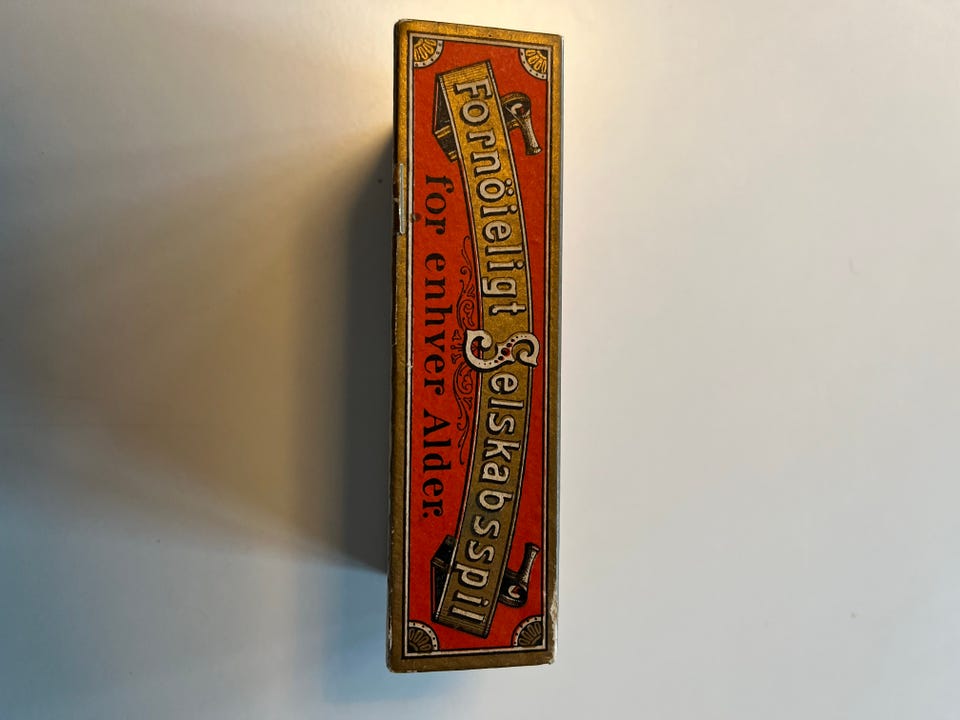 Fornöieligt Selskabsspil
for enhver Alder.